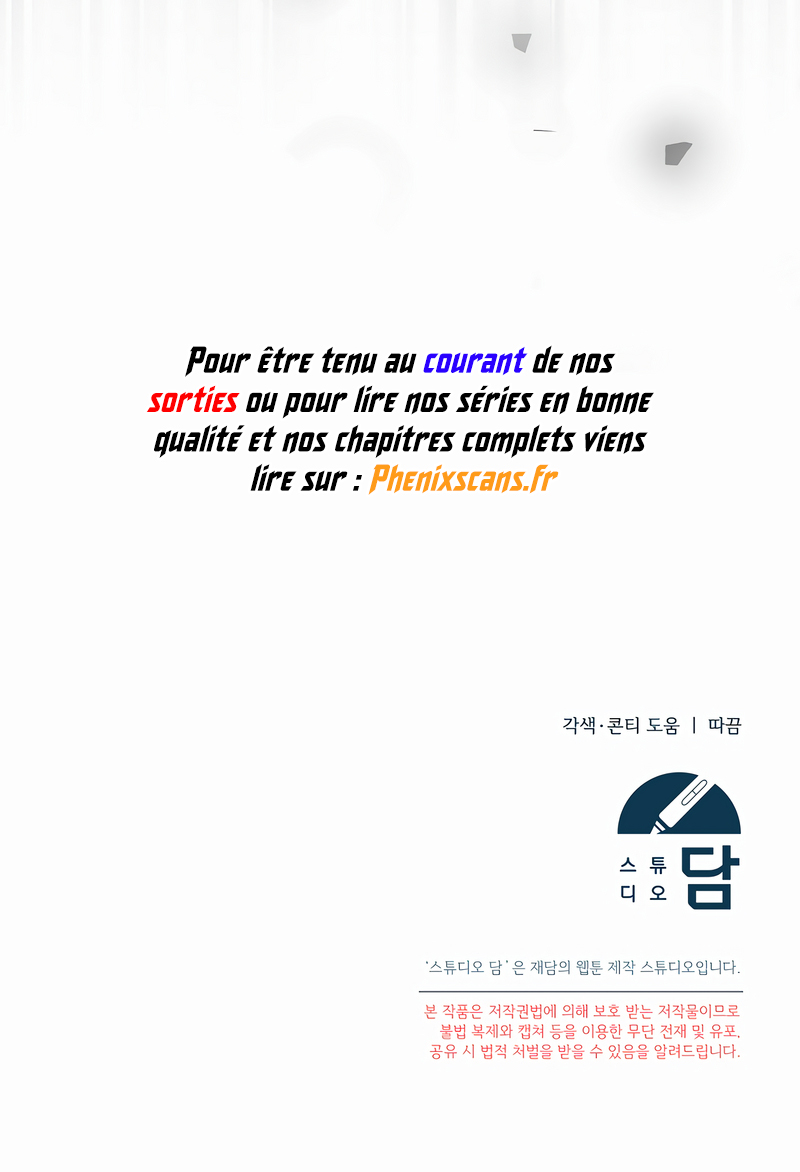 Pour être tenu au courant de nos
sorties ou pour lire nos séries en bonne
qualité et nos chapitres complets viens
lire sur : Phenixscans.fr
각색·콘티 도움 | 따끔
스튜디오 담
'스튜디오 담'은 재담의 웹툰 제작 스튜디오입니다.
본 작품은 저작권법에 의해 보호 받는 저작물이므로
불법 복제와 캡쳐 등을 이용한 무단 전재 및 유포,
공유 시 법적 처벌을 받을 수 있음을 알려드립니다.